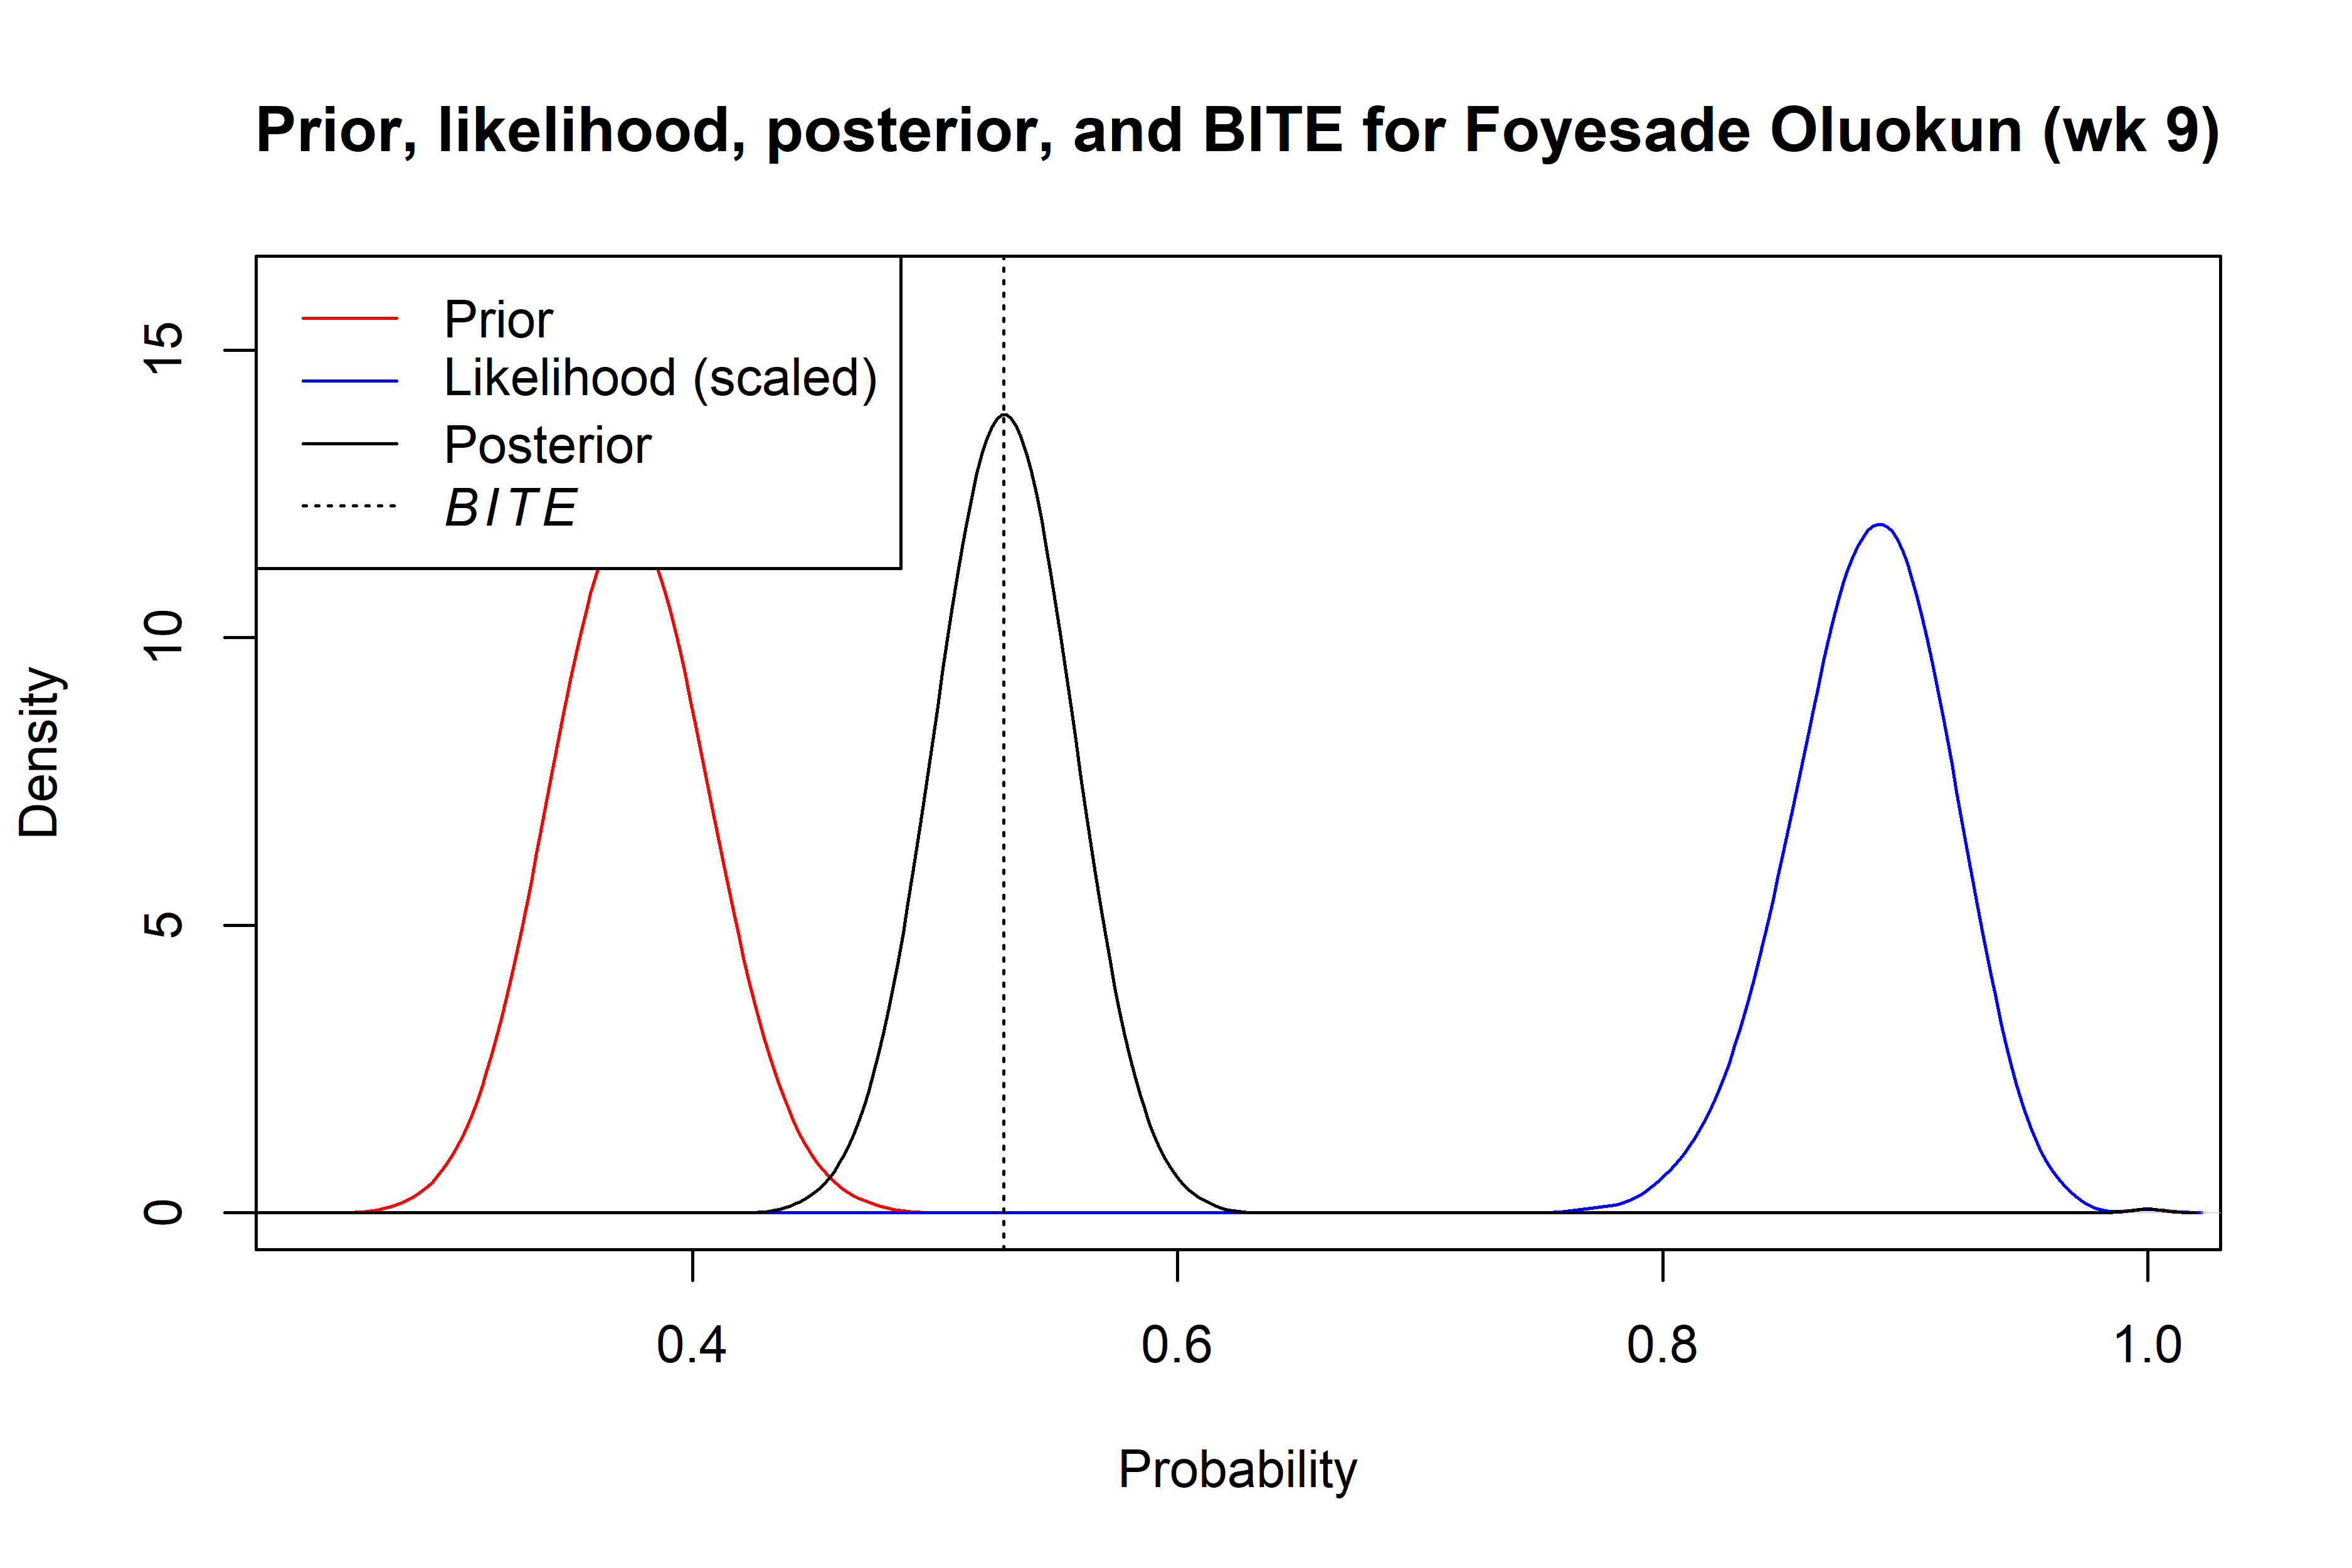 Prior, likelihood, posterior, and BITE for Foyesade Oluokun (wk 9)
Prior
Likelihood (scaled)
Posterior
BITE
15
10
5
0
Density
0.4 0.6 0.8 1.0
Probability